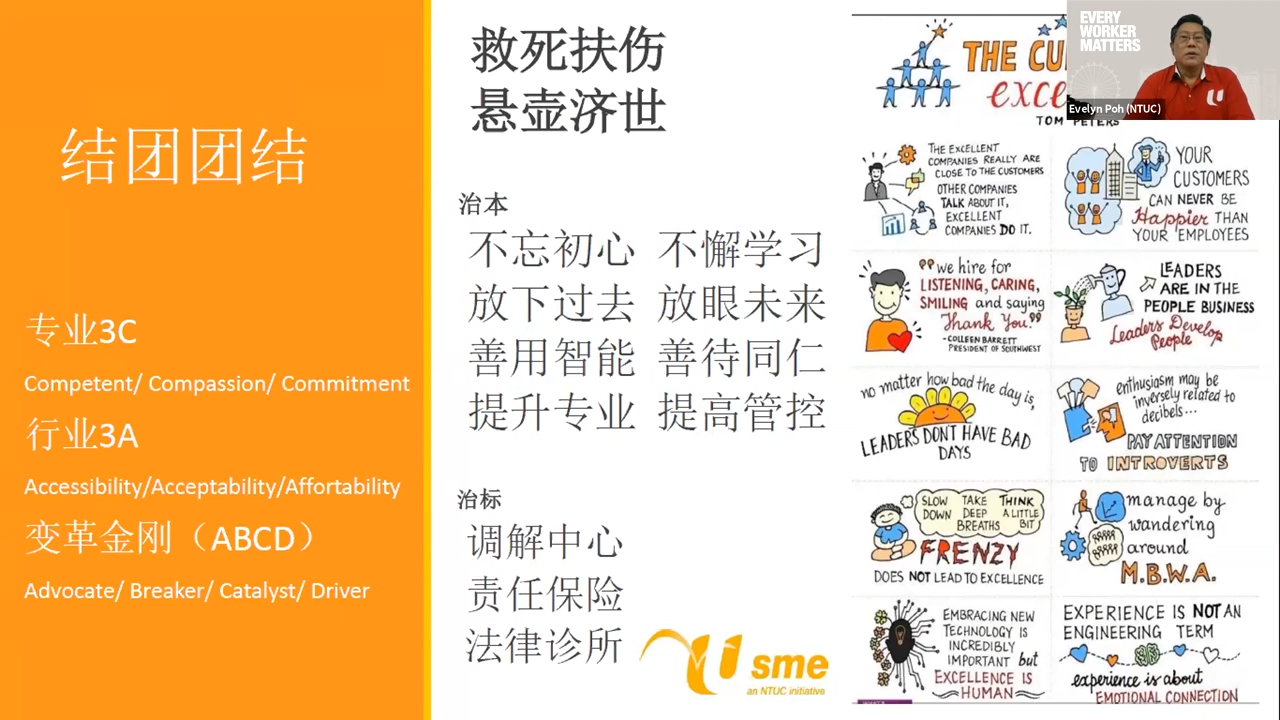 结团团结
专业3C
Competent/ Compassion/ Commitment
行业3A
Accessibility/Acceptability/Affortability
变革金刚（ABCD）
Advocate/ Breaker/ Catalyst/ Driver
救死扶伤
悬壶济世
治本
不忘初心 不懈学习
放下过去 放眼未来
善用智能 善待同仁
提升专业 提高管控
治标
调解中心
责任保险
法律诊所
U sme
an NTUC initiative
THE CU
exce
TOM PETERS
THE EXCELLENT
COMPANIES REALLY ARE
CLOSE TO THE CUSTOMERS
OTHER COMPANIES
TALK ABOUT IT,
EXCELLENT
COMPANIES DO IT.
YOUR
CUSTOMERS
CAN NEVER BE
Happier THAN
YOUR EMPLOYEES
"we hire for
LISTENING, CARING,
SMILING and saying
Thank You."
-COLLEEN BARRETT
PRESIDENT OF SOUTHWEST
LEADERS
ARE IN THE
PEOPLE BUSINESS
Leaders Develop
People
no matter how bad the day is,
LEADERS DONT HAVE BAD
DAYS
enthusiasm may be
inversely related to
decibels...
PAY ATTENTION
TO INTROVERTS
SLOW TAKE THINK
DOWN DEEP A LITTLE
BREATHS BIT
FRENZY
DOES NOT LEAD TO EXCELLENCE
manage by
wandering
around
M.B.W.A.
EMBRACING NEW
TECHNOLOGY IS
INCREDIBLY
IMPORTANT but
EXCELLENCE IS
HUMAN
EXPERIENCE IS NOT AN
ENGINEERING TERM
experience is about
EMOTIONAL CONNECTION
EVERY
WORKER
MATTERS
U
Evelyn Poh (NTUC)